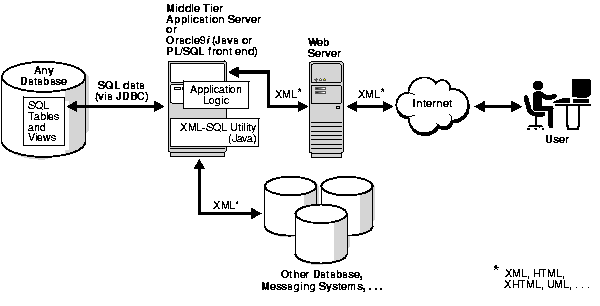 Middle Tier
Application Server
or
Oracle9i (Java or
PL/SQL front end)
Web
Server
Any
Database
SQL data
(via JDBC)
SQL
Tables
and
Views
Application
Logic
XML-SQL Utility
(Java)
XML*
XML*
Internet
User
XML*
Other Database,
Messaging Systems, . . .
* XML, HTML,
XHTML, UML, . . .